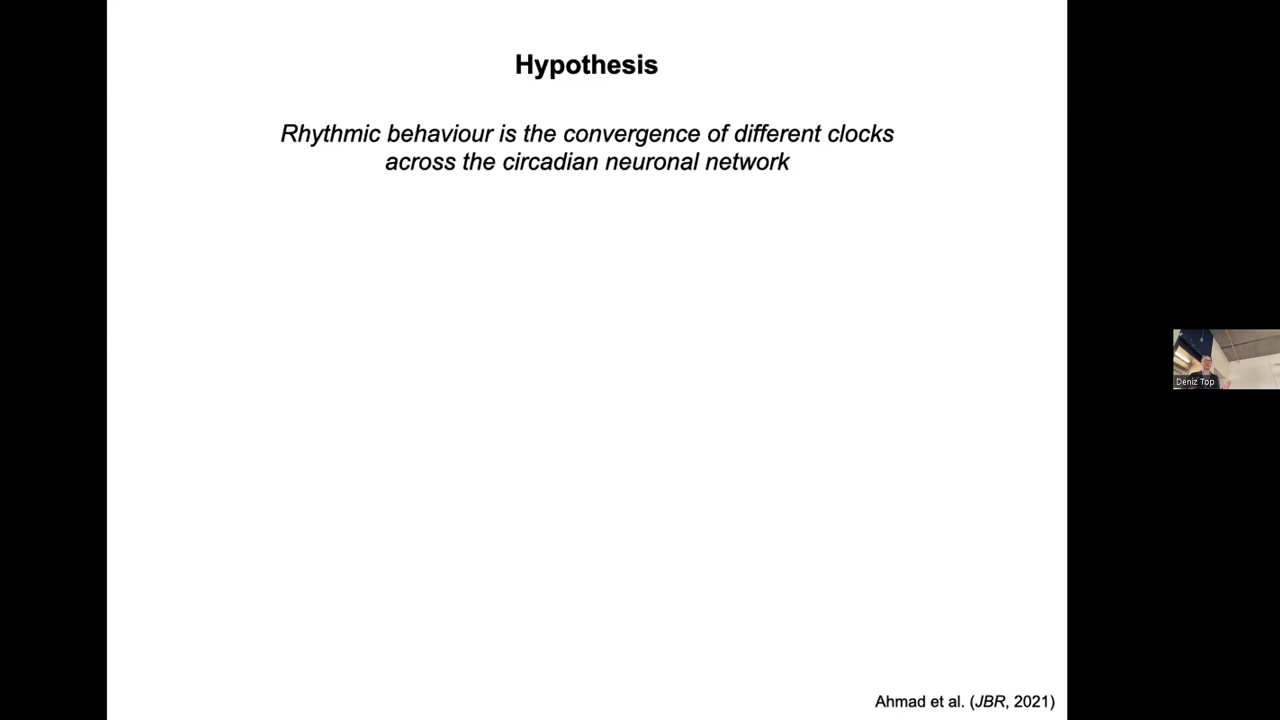 Hypothesis
Rhythmic behaviour is the convergence of different clocks
across the circadian neuronal network
Deniz Top
Ahmad et al. (JBR, 2021)